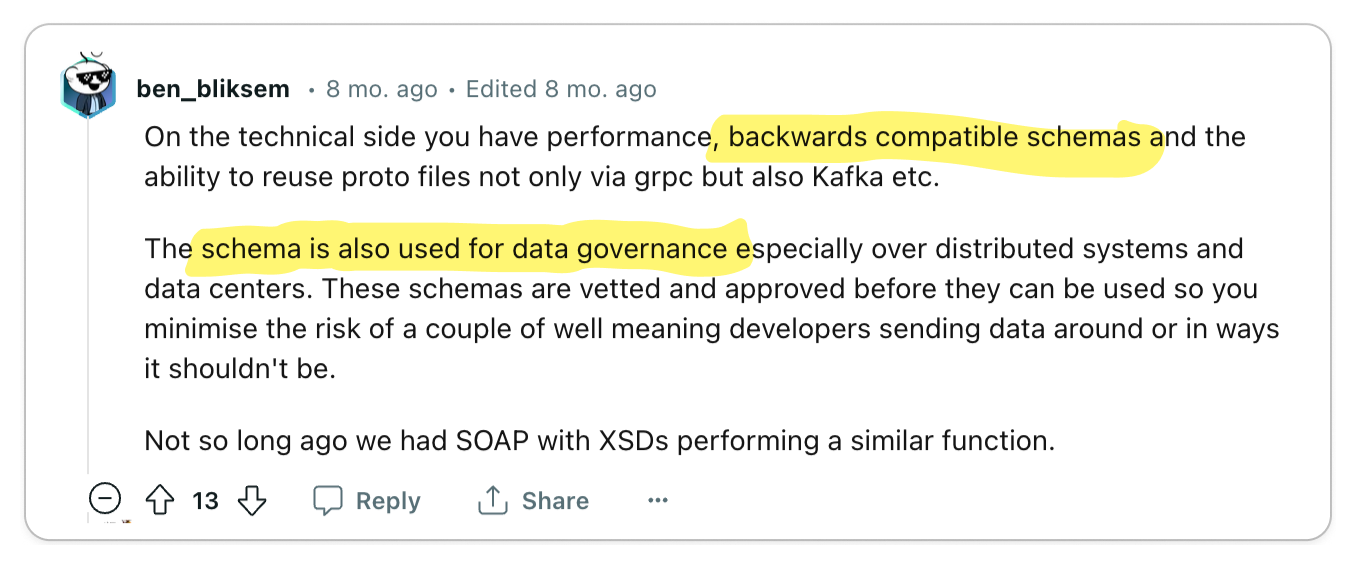 ben_bliksem • 8 mo. ago • Edited 8 mo. ago
On the technical side you have performance, backwards compatible schemas and the
ability to reuse proto files not only via grpc but also Kafka etc.
The schema is also used for data governance especially over distributed systems and
data centers. These schemas are vetted and approved before they can be used so you
minimise the risk of a couple of well meaning developers sending data around or in ways
it shouldn't be.
Not so long ago we had SOAP with XSDs performing a similar function.
13 Reply Share ...